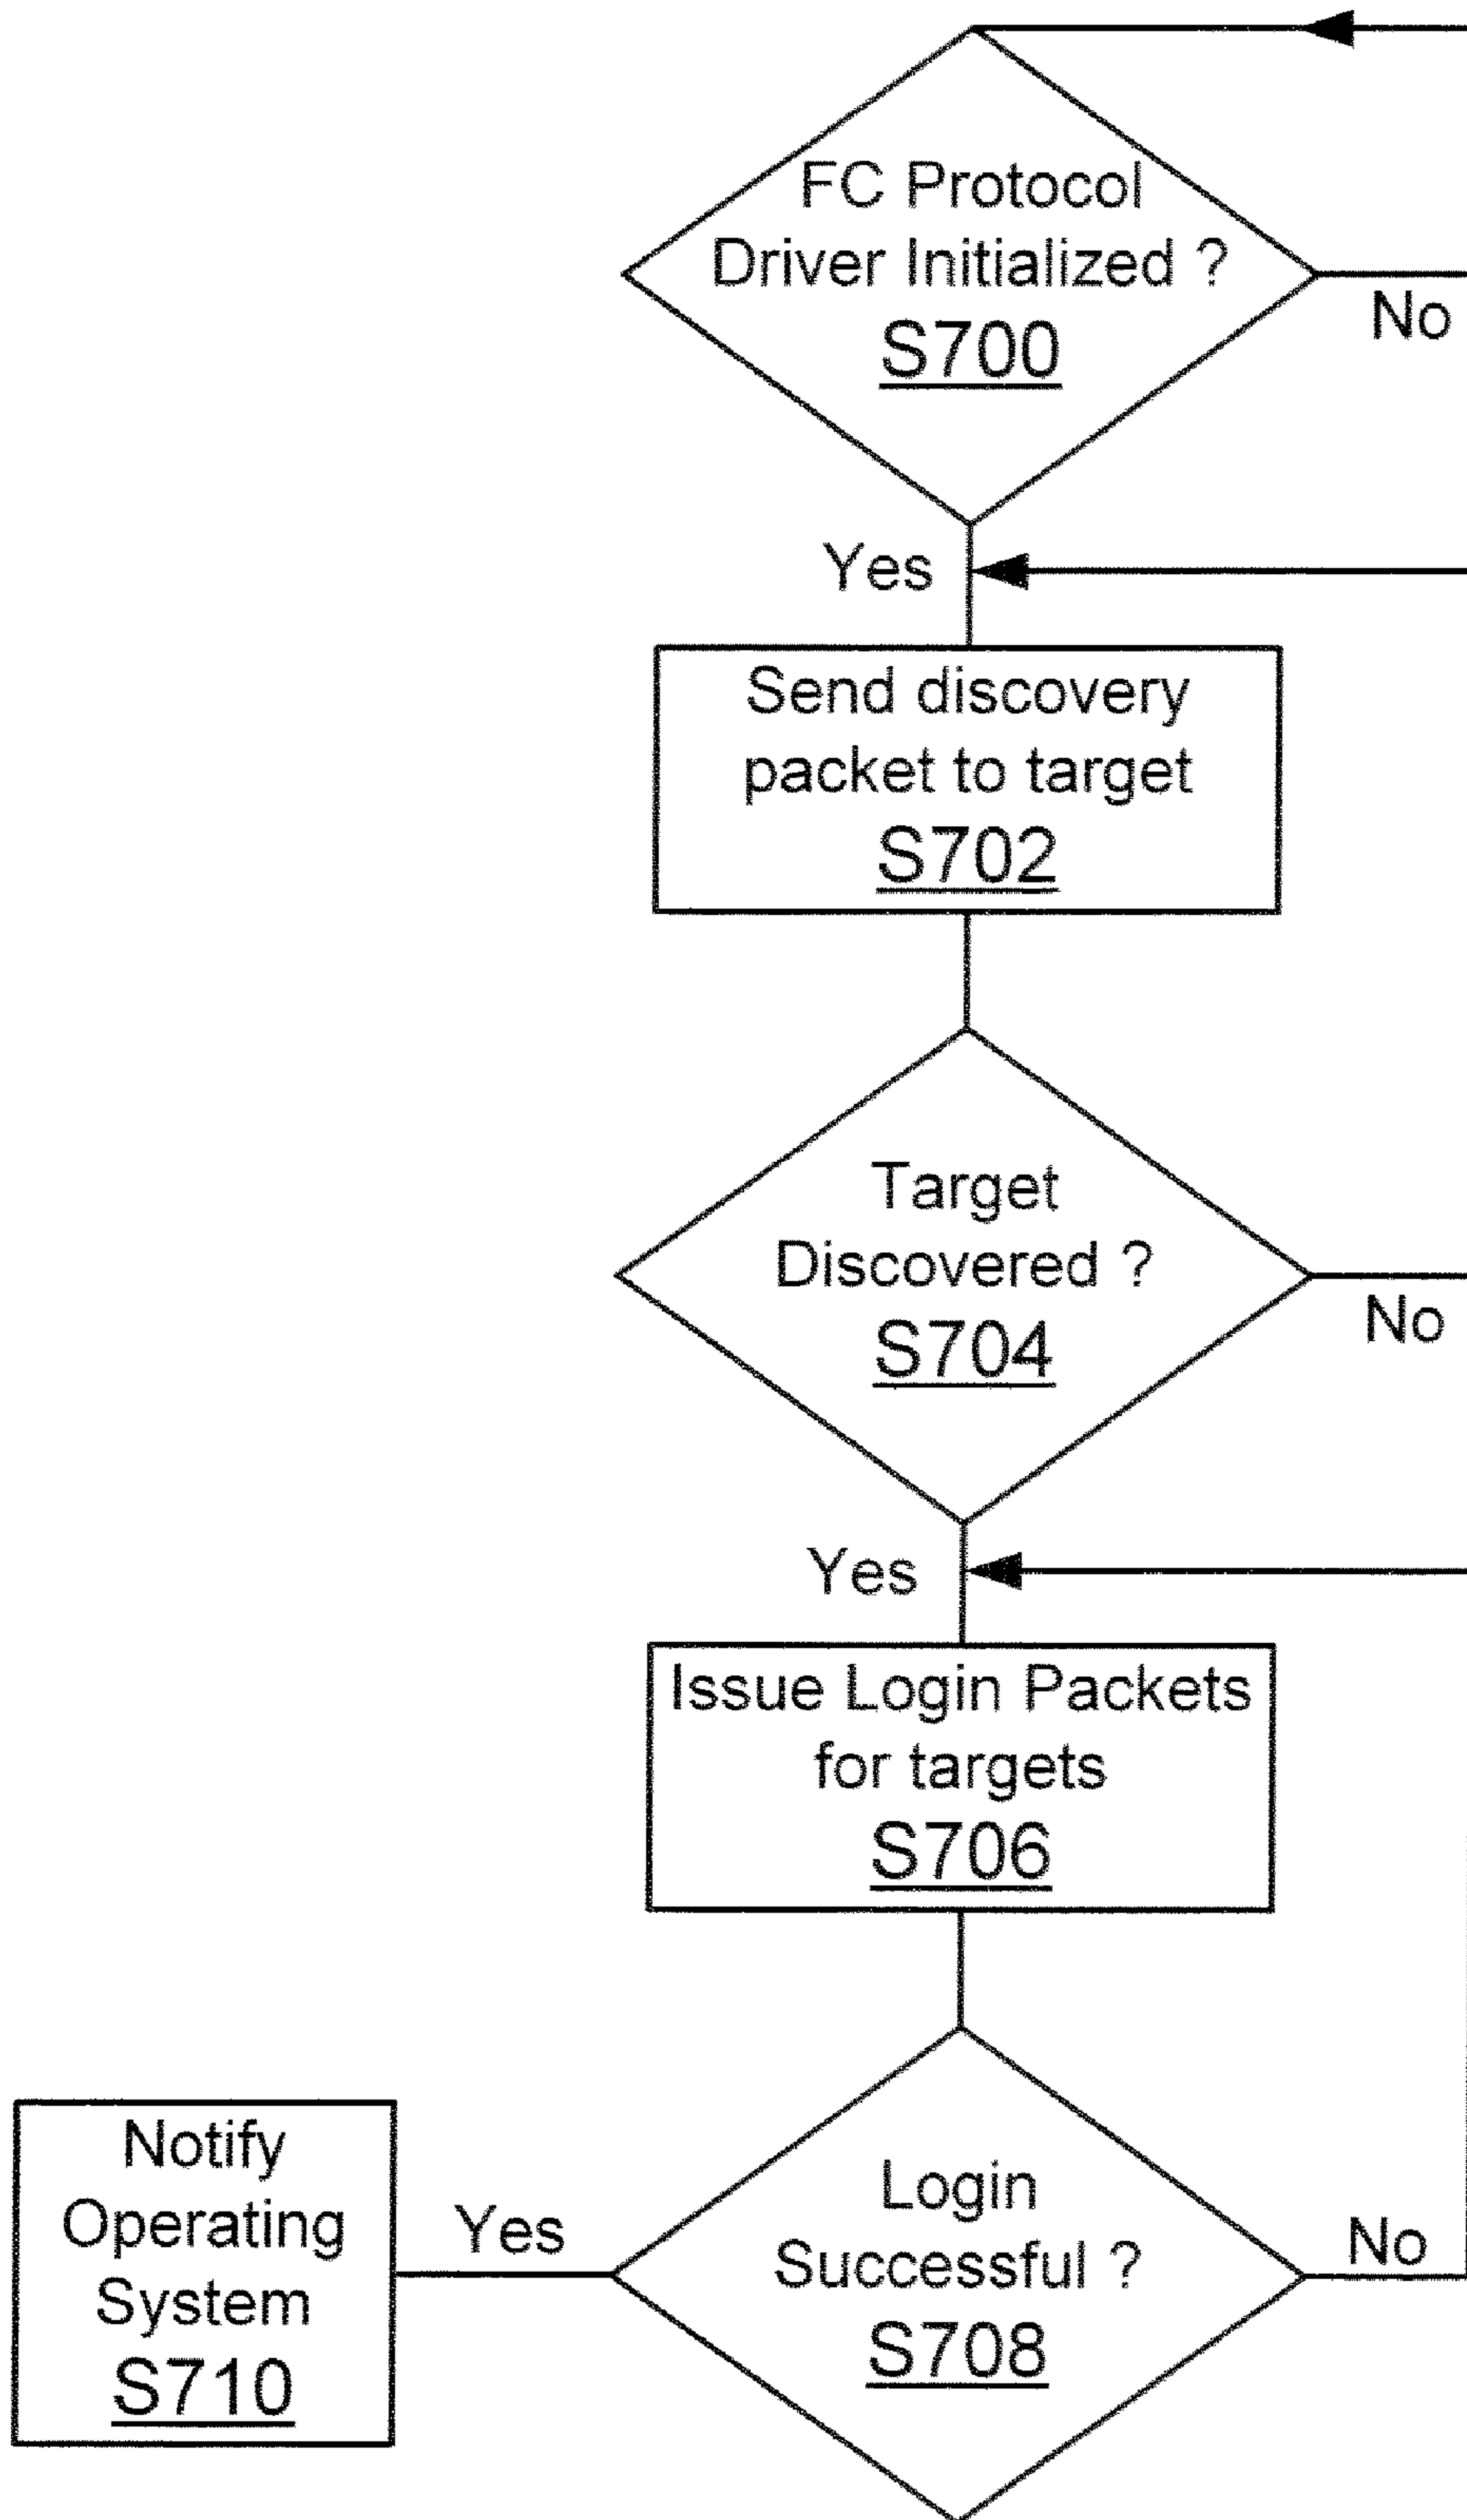 FC Protocol
Driver Initialized ?
S700
No
Yes
Send discovery
packet to target
S702
Target
Discovered ?
S704
No
Yes
Issue Login Packets
for targets
S706
Login
Successful ?
S708
No
Yes
Notify
Operating
System
S710